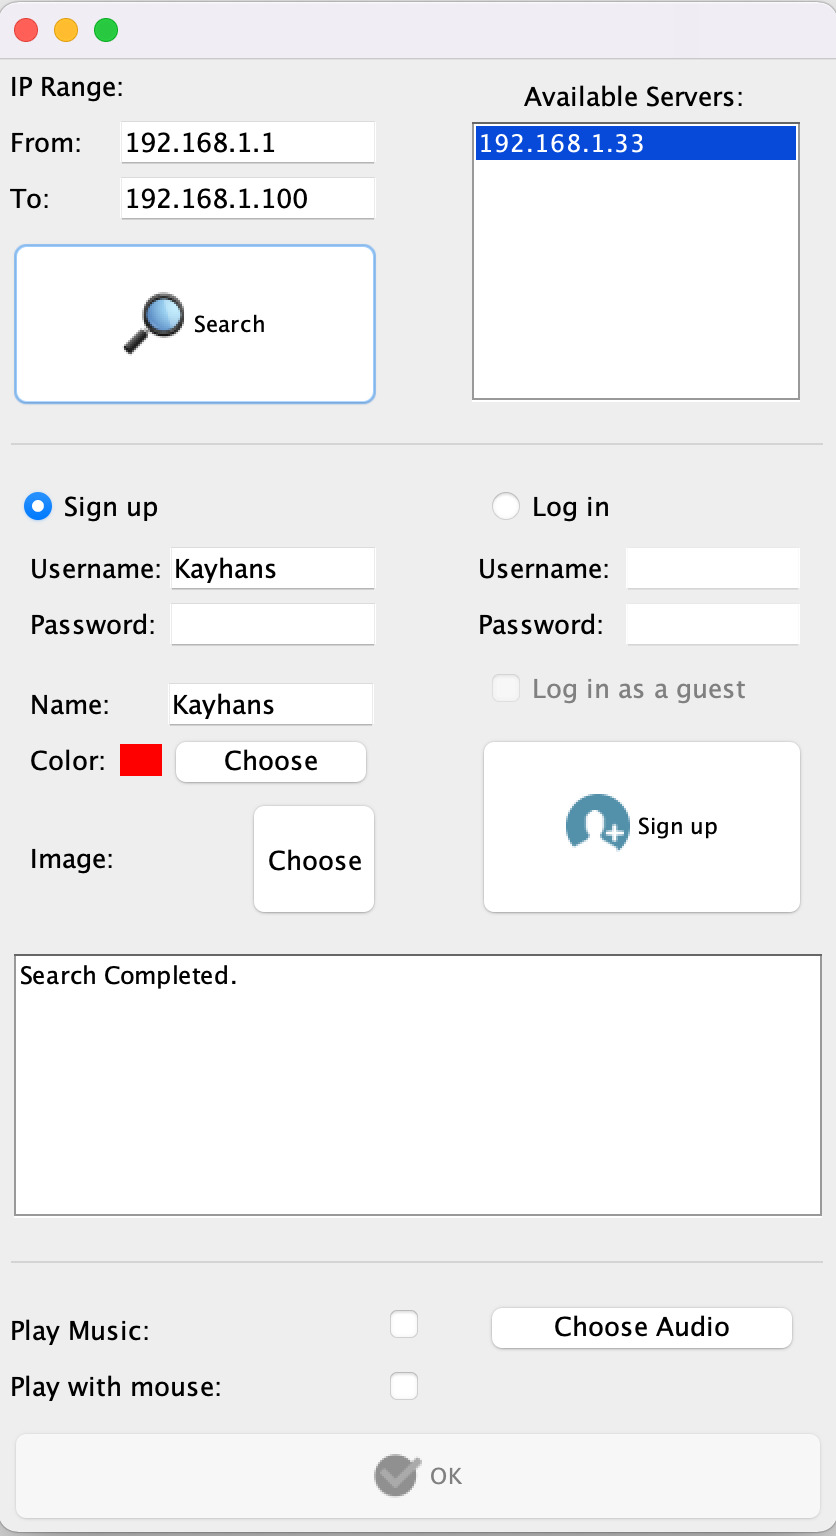 IP Range:
Available Servers:
From: 192.168.1.1
192.168.1.33
To: 192.168.1.100
Search
Sign up
Username: Kayhans
Password:
Name: Kayhans
Color: Choose
Image: Choose
Log in
Username:
Password:
Log in as a guest
Sign up
Search Completed.
Play Music:
Choose Audio
Play with mouse:
OK